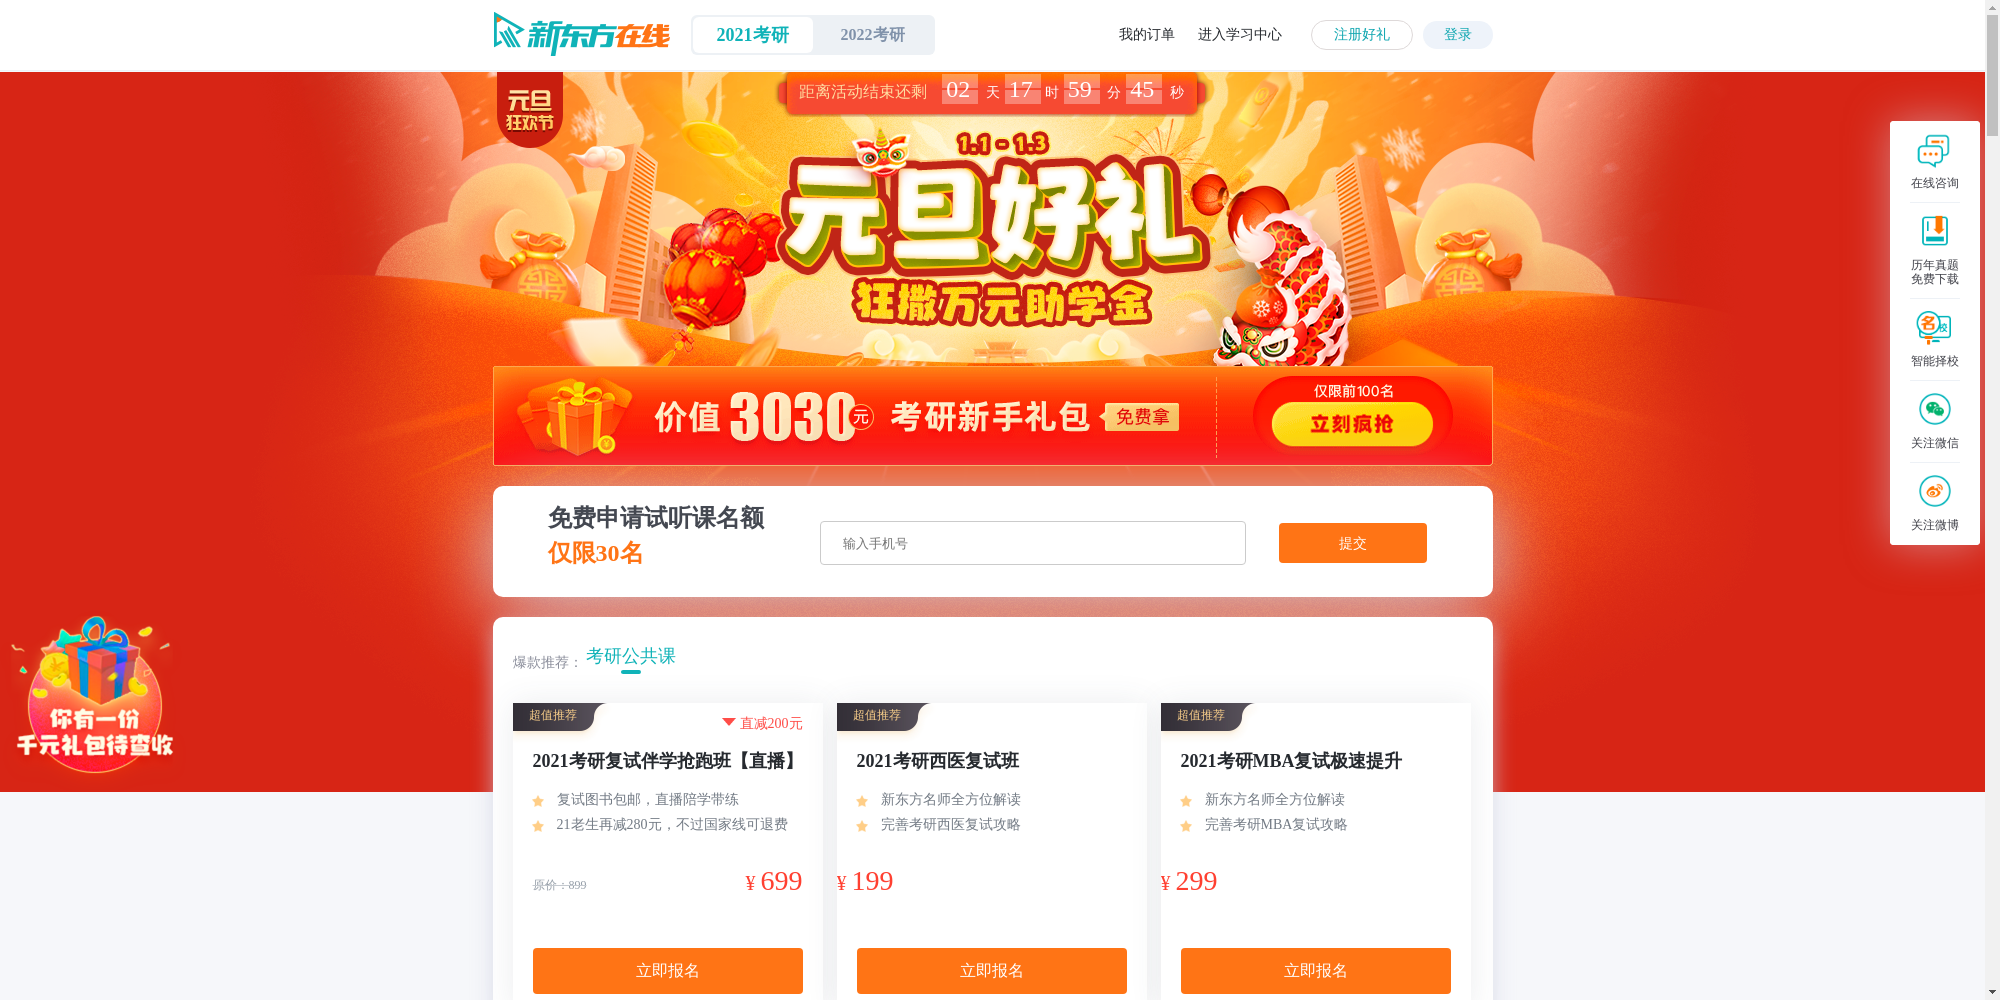 新东方在线
2021考研
2022考研
我的订单
进入学习中心
注册好礼
登录
元旦
狂欢节
距离活动结束还剩 02 天 17 时 59 分 45 秒
1.1-1.3
元旦好礼
狂撒万元助学金
价值3030元 考研新手礼包 免费拿
仅限前100名
立刻疯抢
免费申请试听课名额
仅限30名
输入手机号
提交
爆款推荐：
考研公共课
超值推荐
直减200元
2021考研复试伴学抢跑班【直播】
复试图书包邮，直播陪学带练
21老生再减280元，不过国家线可退费
原价：899
¥ 699
立即报名
超值推荐
2021考研西医复试班
新东方名师全方位解读
完善考研西医复试攻略
¥ 199
立即报名
超值推荐
2021考研MBA复试极速提升
新东方名师全方位解读
完善考研MBA复试攻略
¥ 299
立即报名
在线咨询
历年真题
免费下载
名校
智能择校
关注微信
关注微博
你有一份
千元礼包待查收